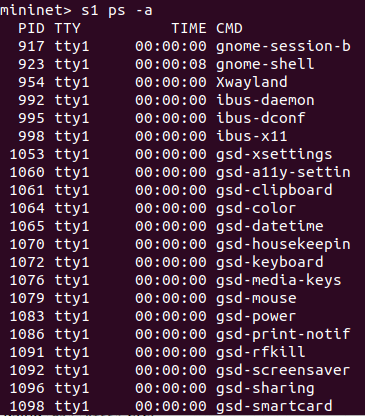 mininet> s1 ps -a
  PID TTY          TIME CMD
  917 tty1     00:00:00 gnome-session-b
  923 tty1     00:00:08 gnome-shell
  954 tty1     00:00:00 Xwayland
  992 tty1     00:00:00 ibus-daemon
  995 tty1     00:00:00 ibus-dconf
  998 tty1     00:00:00 ibus-x11
 1053 tty1     00:00:00 gsd-xsettings
 1060 tty1     00:00:00 gsd-a11y-settin
 1061 tty1     00:00:00 gsd-clipboard
 1064 tty1     00:00:00 gsd-color
 1065 tty1     00:00:00 gsd-datetime
 1070 tty1     00:00:00 gsd-housekeepin
 1072 tty1     00:00:00 gsd-keyboard
 1076 tty1     00:00:00 gsd-media-keys
 1079 tty1     00:00:00 gsd-mouse
 1083 tty1     00:00:00 gsd-power
 1086 tty1     00:00:00 gsd-print-notif
 1091 tty1     00:00:00 gsd-rfkill
 1092 tty1     00:00:00 gsd-screensaver
 1096 tty1     00:00:00 gsd-sharing
 1098 tty1     00:00:00 gsd-smartcard